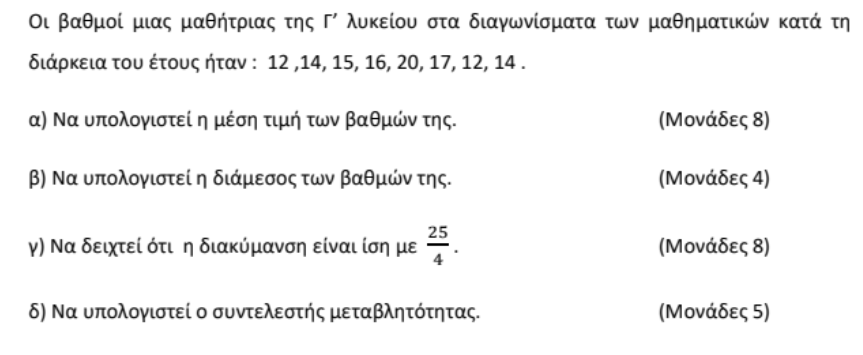 Οι βαθμοί μιας μαθήτριας της Γ’ λυκείου στα διαγωνίσματα των μαθηματικών κατά τη
διάρκεια του έτους ήταν : 12 ,14, 15, 16, 20, 17, 12, 14 .
α) Να υπολογιστεί η μέση τιμή των βαθμών της. (Μονάδες 8)
β) Να υπολογιστεί η διάμεσος των βαθμών της. (Μονάδες 4)
γ) Να δειχτεί ότι η διακύμανση είναι ίση με 25/4 . (Μονάδες 8)
δ) Να υπολογιστεί ο συντελεστής μεταβλητότητας. (Μονάδες 5)